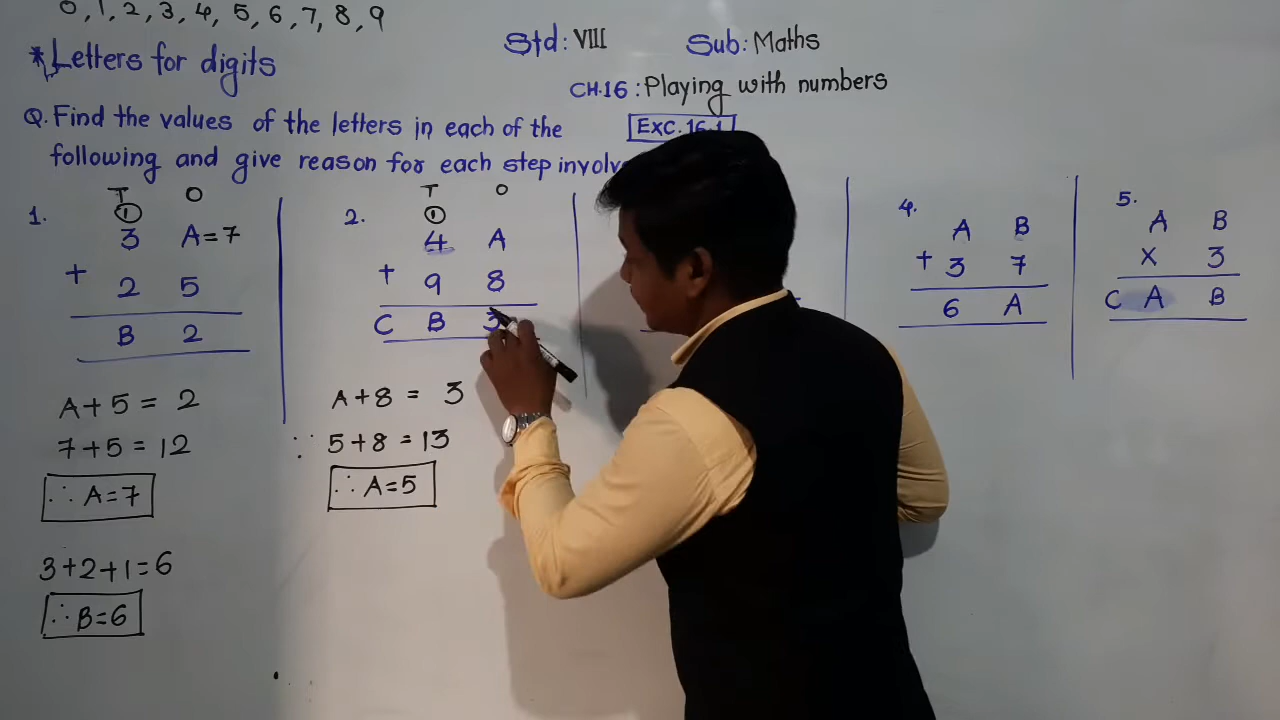 0, 1, 2, 3, 4, 5, 6, 7, 8, 9
*Letters for digits
Std: VIII Sub: Maths
CH.16 : Playing with numbers
Exc. 16.1
Q. Find the values of the letters in each of the
following and give reason for each step
1.
T O
①
3 A=7
+ 2 5
B 2
A+5 = 2
7+5 = 12
∴ A=7
3+2+1=6
∴ B=6
2.
T O
①
4 A
+ 9 8
C B 3
A+8 = 3
∵ 5+8 = 13
∴ A=5
4.
A B
+ 3 7
6 A
5.
A B
X 3
C A B